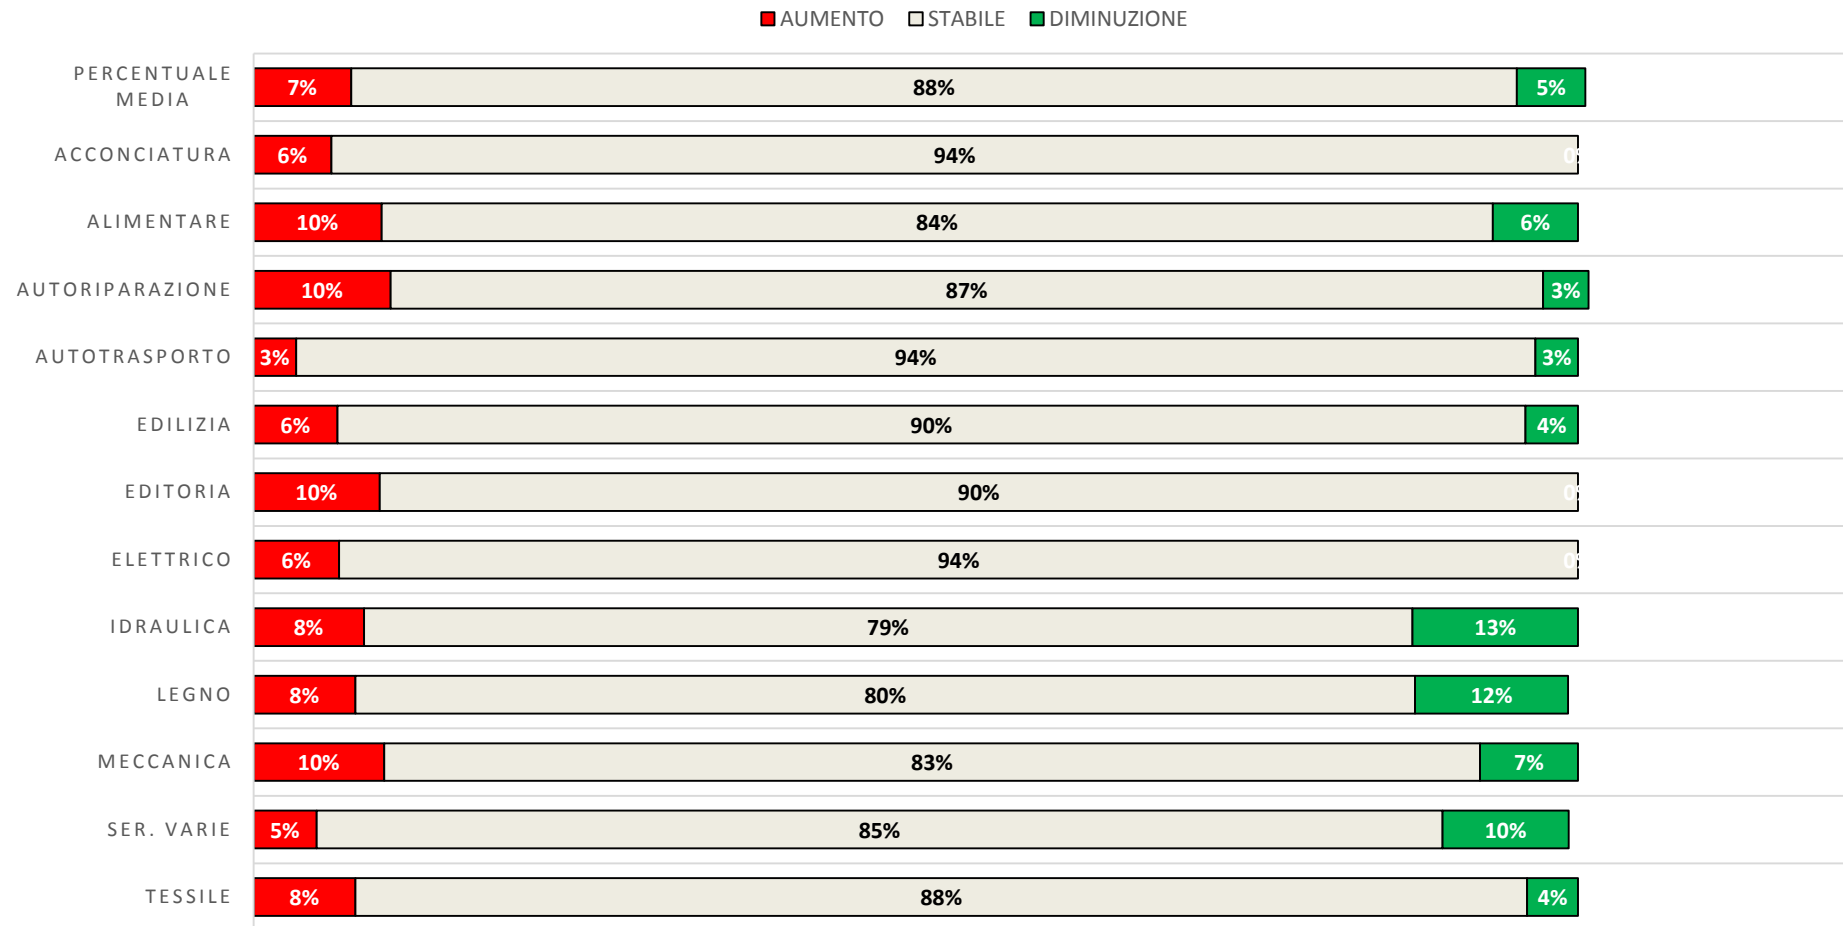 AUMENTO STABILE DIMINUZIONE
PERCENTUALE
MEDIA
7% 88% 5%
ACCONCIATURA 6% 94%
ALIMENTARE 10% 84% 6%
AUTORIPARAZIONE 10% 87% 3%
AUTOTRASPORTO 3% 94% 3%
EDILIZIA 6% 90% 4%
EDITORIA 10% 90%
ELETTRICO 6% 94%
IDRAULICA 8% 79% 13%
LEGNO 8% 80% 12%
MECCANICA 10% 83% 7%
SER. VARIE 5% 85% 10%
TESSILE 8% 88% 4%